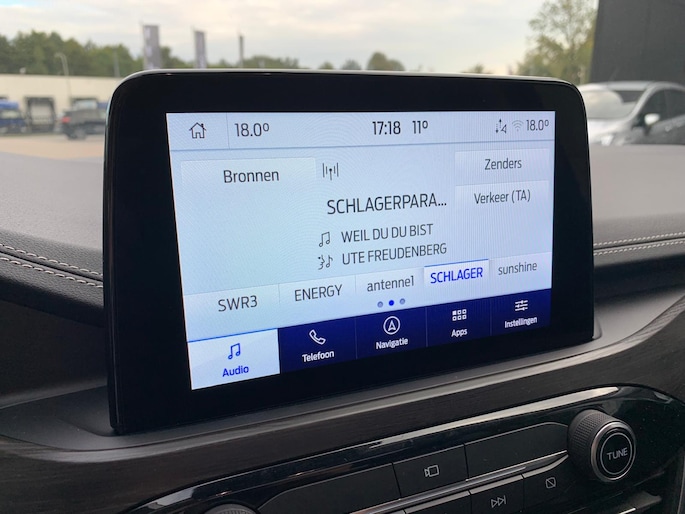 18.0° 17:18 11° 4 18.0°
Bronnen
Zenders
Verkeer (TA)
SCHLAGERPARA...
WEIL DU DU BIST
UTE FREUDENBERG
SWR3 ENERGY antenne1 SCHLAGER sunshine
Audio Telefoon Navigatie Apps Instellingen
TUNE